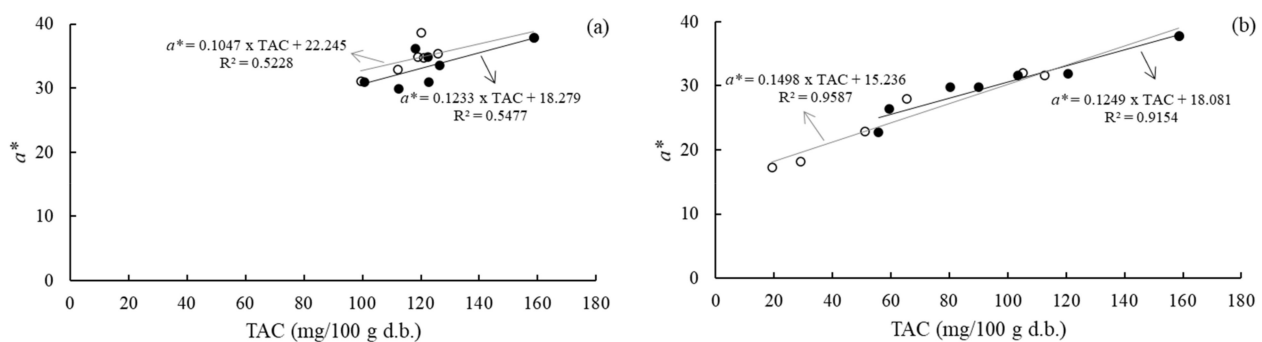 (a)
40
30
20
10
0
a*
a* = 0.1047 x TAC + 22.245
R² = 0.5228
a* = 0.1233 x TAC + 18.279
R² = 0.5477
0 20 40 60 80 100 120 140 160 180
TAC (mg/100 g d.b.)
(b)
40
30
20
10
0
a*
a* = 0.1498 x TAC + 15.236
R² = 0.9587
a* = 0.1249 x TAC + 18.081
R² = 0.9154
0 20 40 60 80 100 120 140 160 180
TAC (mg/100 g d.b.)